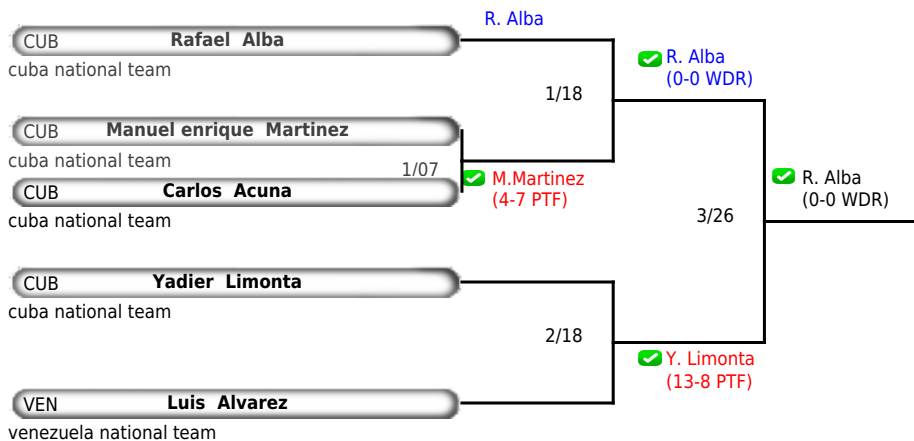 R. Alba
CUB Rafael Alba
cuba national team
R. Alba
(0-0 WDR)
1/18
CUB Manuel enrique Martinez
cuba national team
1/07
M.Martinez
(4-7 PTF)
CUB Carlos Acuna
cuba national team
R. Alba
(0-0 WDR)
3/26
CUB Yadier Limonta
cuba national team
2/18
Y. Limonta
(13-8 PTF)
VEN Luis Alvarez
venezuela national team